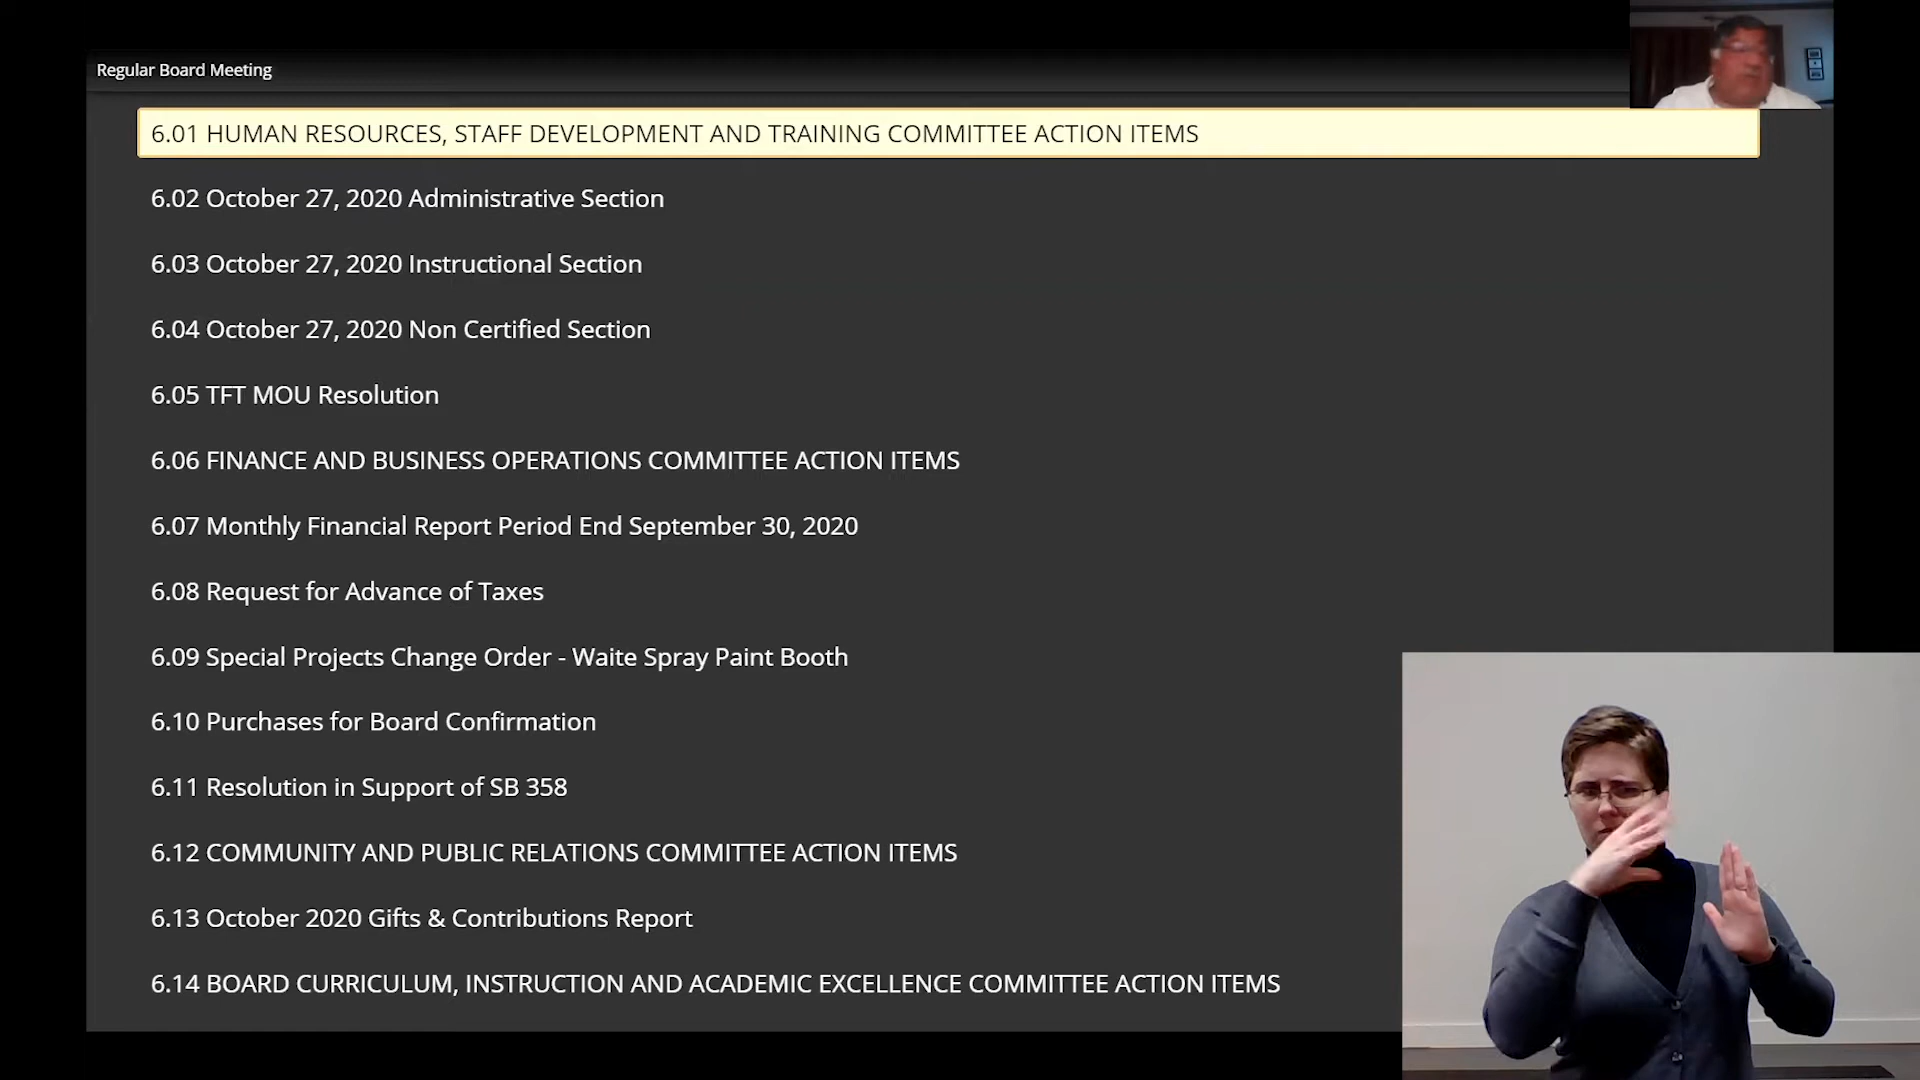 Regular Board Meeting
6.01 HUMAN RESOURCES, STAFF DEVELOPMENT AND TRAINING COMMITTEE ACTION ITEMS
6.02 October 27, 2020 Administrative Section
6.03 October 27, 2020 Instructional Section
6.04 October 27, 2020 Non Certified Section
6.05 TFT MOU Resolution
6.06 FINANCE AND BUSINESS OPERATIONS COMMITTEE ACTION ITEMS
6.07 Monthly Financial Report Period End September 30, 2020
6.08 Request for Advance of Taxes
6.09 Special Projects Change Order - Waite Spray Paint Booth
6.10 Purchases for Board Confirmation
6.11 Resolution in Support of SB 358
6.12 COMMUNITY AND PUBLIC RELATIONS COMMITTEE ACTION ITEMS
6.13 October 2020 Gifts & Contributions Report
6.14 BOARD CURRICULUM, INSTRUCTION AND ACADEMIC EXCELLENCE COMMITTEE ACTION ITEMS